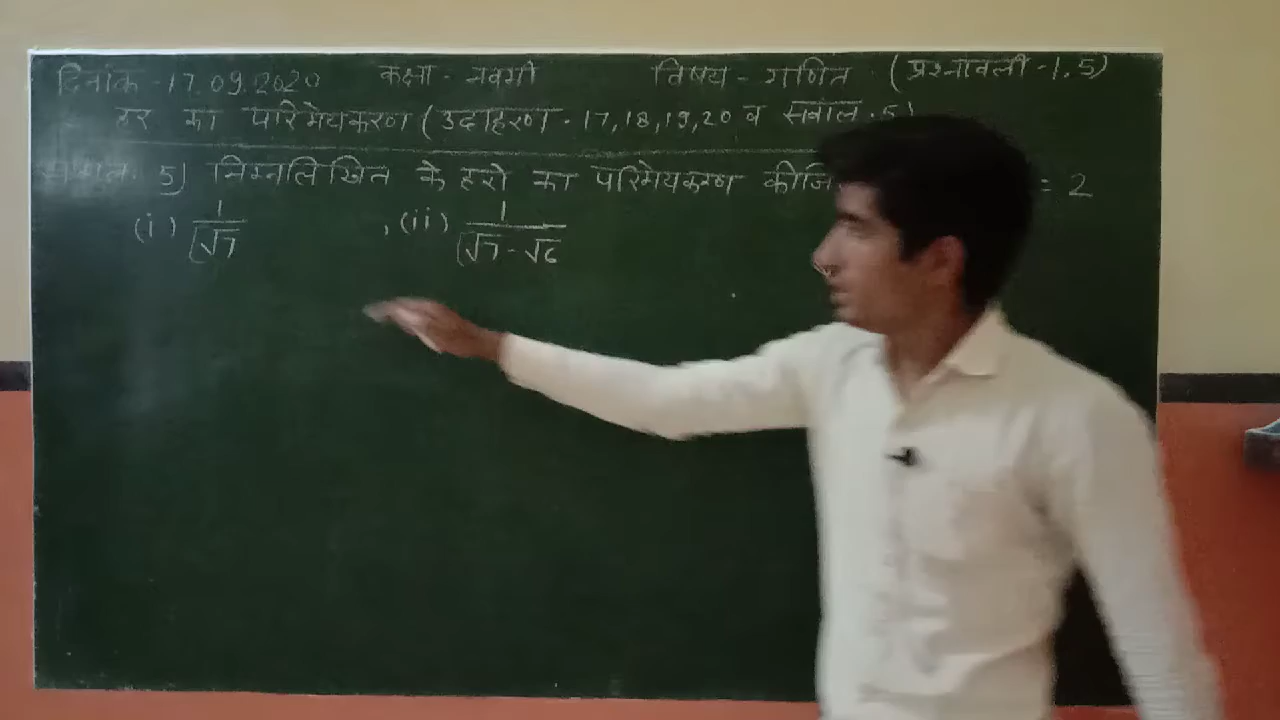 दिनांक - 17.09.2020 कक्षा - नवमी विषय - गणित (प्रश्नावली - 1.5)
हर का परिमेयकरण (उदाहरण - 17,18,19,20 व सवाल - 5)
सवाल - 5) निम्नलिखित के हरों का परिमेयकरण कीजि = 2
(i) 1/√7 , (ii) 1/(√7 - √6